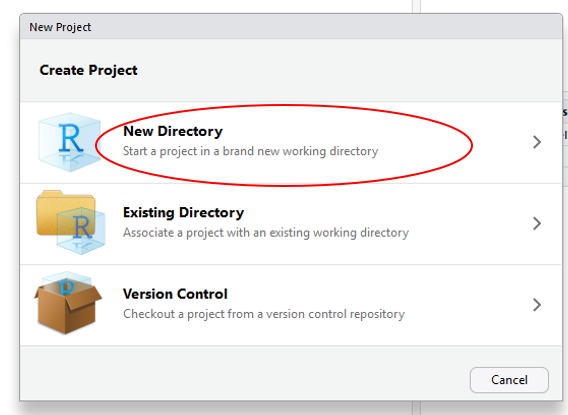 New Project
Create Project
R
New Directory
Start a project in a brand new working directory
R
Existing Directory
Associate a project with an existing working directory
Version Control
Checkout a project from a version control repository
Cancel